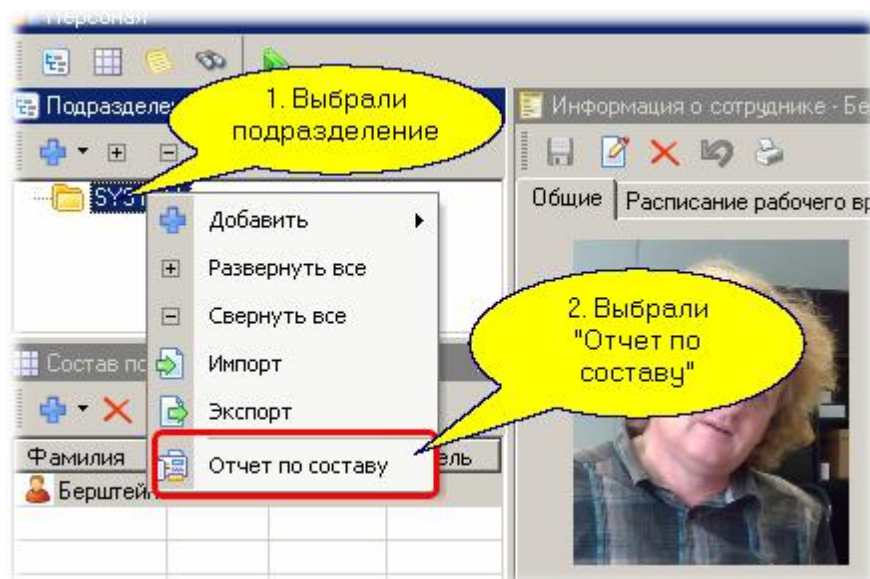 Персонал
Подразделе
1. Выбрали
подразделение
Информация о сотруднике - Бе
Общие
Расписание рабочего вр
SYST
Добавить
Развернуть все
Свернуть все
Импорт
Экспорт
Отчет по составу
2. Выбрали
"Отчет по
составу"
Состав по
Фамилия
ель
Берштейн